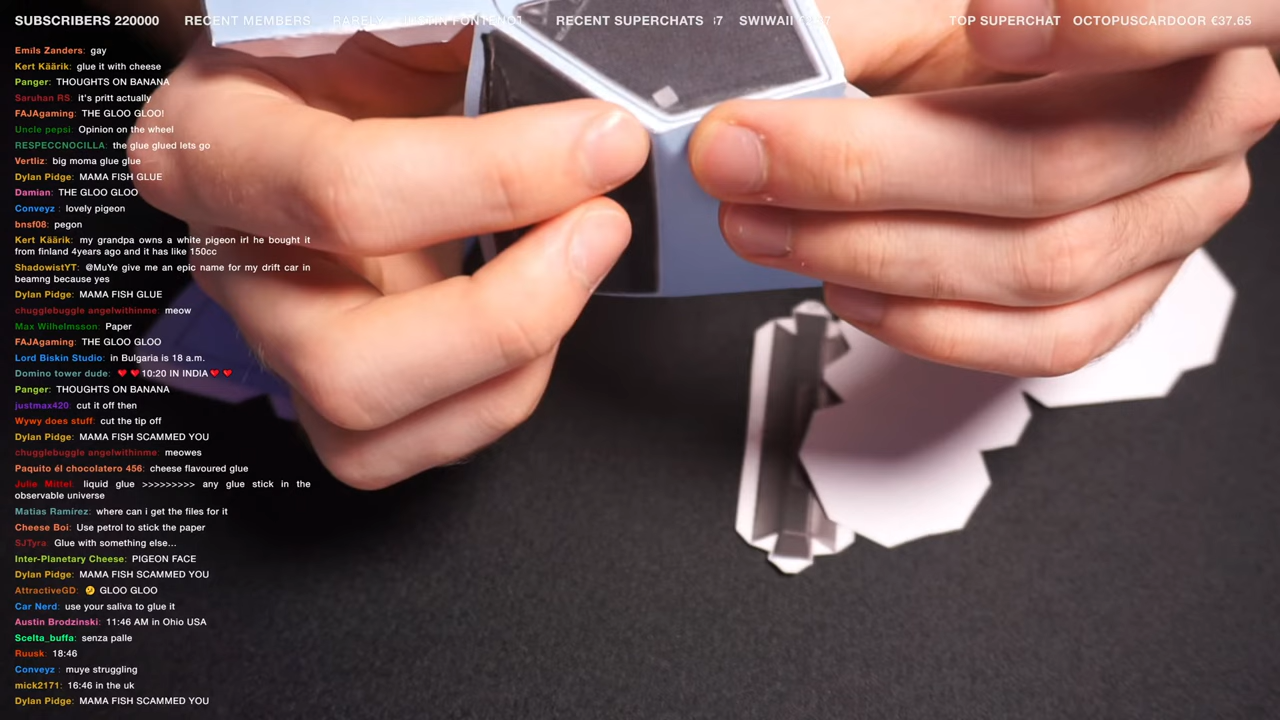 SUBSCRIBERS 220000 RECENT MEMBERS RARELY RECENT SUPERCHATS SWIWAII TOP SUPERCHAT OCTOPUSCARDOOR €37.65
Emīls Zanders: gay
Kert Käärik: glue it with cheese
Panger: THOUGHTS ON BANANA
Saruhan RS: it's pritt actually
FAJAgaming: THE GLOO GLOO!
Uncle pepsi: Opinion on the wheel
RESPECCNOCILLA: the glue glued lets go
Vertliz: big moma glue glue
Dylan Pidge: MAMA FISH GLUE
Damian: THE GLOO GLOO
Conveyz : lovely pigeon
bnsf08: pegon
Kert Käärik: my grandpa owns a white pigeon irl he bought it
from finland 4years ago and it has like 150cc
ShadowistYT: @MuYe give me an epic name for my drift car in
beamng because yes
Dylan Pidge: MAMA FISH GLUE
chugglebuggle angelwithinme: meow
Max Wilhelmsson: Paper
FAJAgaming: THE GLOO GLOO
Lord Biskin Studio: in Bulgaria is 18 a.m.
Domino tower dude: ❤️❤️10:20 IN INDIA❤️❤️
Panger: THOUGHTS ON BANANA
justmax420: cut it off then
Wywy does stuff: cut the tip off
Dylan Pidge: MAMA FISH SCAMMED YOU
chugglebuggle angelwithinme: meowes
Paquito él chocolatero 456: cheese flavoured glue
Julie Mittel: liquid glue >>>>>>>>> any glue stick in the
observable universe
Matias Ramírez: where can i get the files for it
Cheese Boi: Use petrol to stick the paper
SJTyra: Glue with something else...
Inter-Planetary Cheese: PIGEON FACE
Dylan Pidge: MAMA FISH SCAMMED YOU
AttractiveGD: 🫤 GLOO GLOO
Car Nerd: use your saliva to glue it
Austin Brodzinski: 11:46 AM in Ohio USA
Scelta_buffa: senza palle
Ruusk: 18:46
Conveyz : muye struggling
mick2171: 16:46 in the uk
Dylan Pidge: MAMA FISH SCAMMED YOU